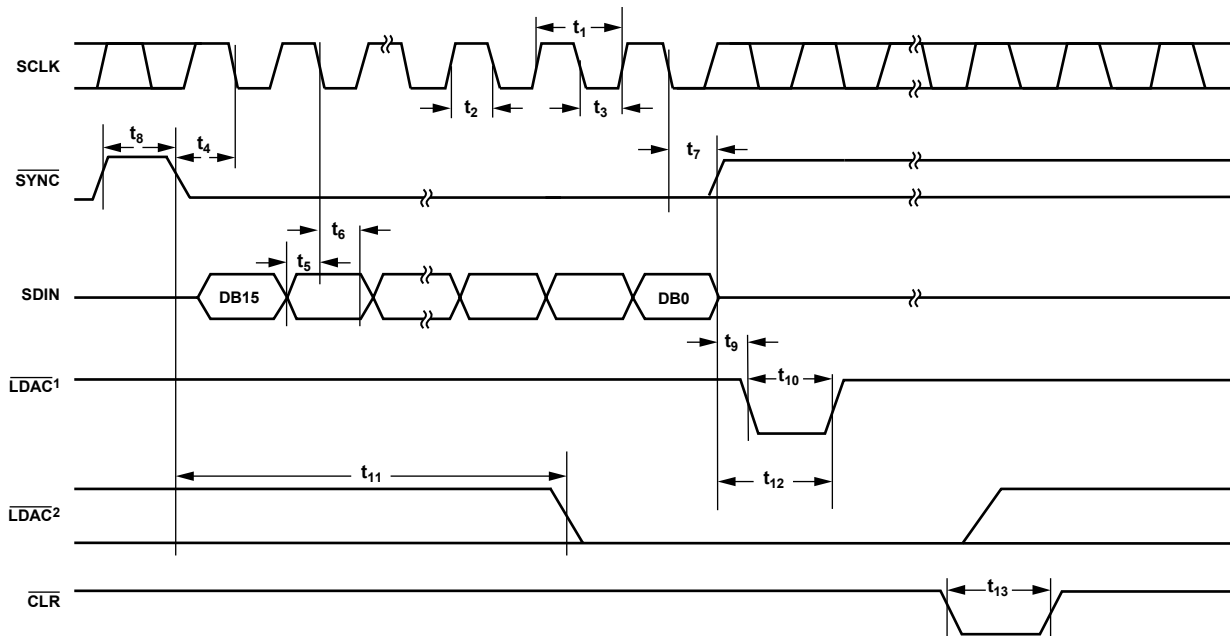 t₁
SCLK
t₂
t₃
t₈
t₄
t₇
SYNC
t₆
t₅
SDIN
DB15
DB0
t₉
LDAC¹
t₁₀
t₁₁
t₁₂
LDAC²
t₁₃
CLR